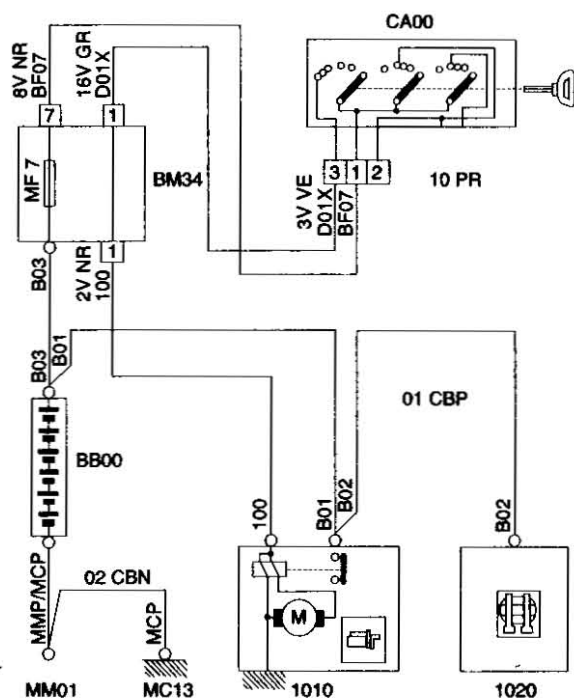 CA00
8V NR
BF07
16V GR
D01X
7
1
MF 7
BM34
3
1
2
10 PR
3V VE
D01X
BF07
B03
1
2V NR
100
B03
B01
01 CBP
BB00
100
B01
B02
B02
MMP/MCP
02 CBN
MCP
M
MM01
MC13
1010
1020